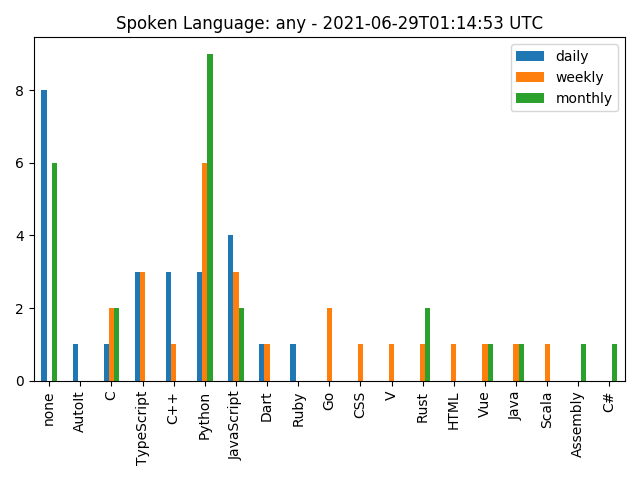 Spoken Language: any - 2021-06-29T01:14:53 UTC
daily
weekly
monthly
8
6
4
2
0
none
AutoIt
C
TypeScript
C++
Python
JavaScript
Dart
Ruby
Go
CSS
V
Rust
HTML
Vue
Java
Scala
Assembly
C#